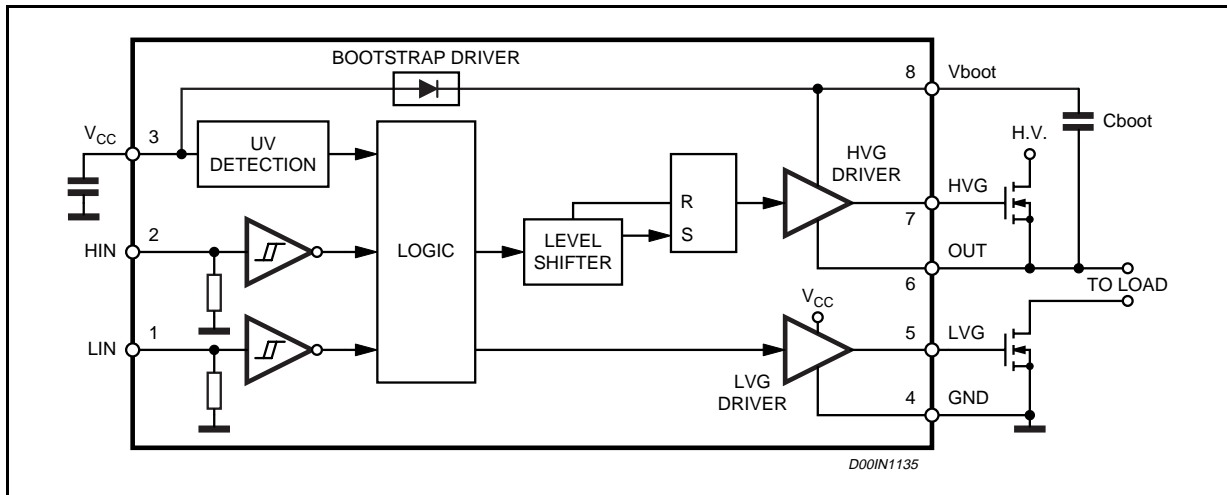 BOOTSTRAP DRIVER
8
Vboot
VCC
3
UV
DETECTION
Cboot
H.V.
HVG
DRIVER
HVG
7
R
S
HIN
2
LOGIC
LEVEL
SHIFTER
OUT
6
TO LOAD
VCC
LIN
1
5
LVG
LVG
DRIVER
4
GND
D00IN1135